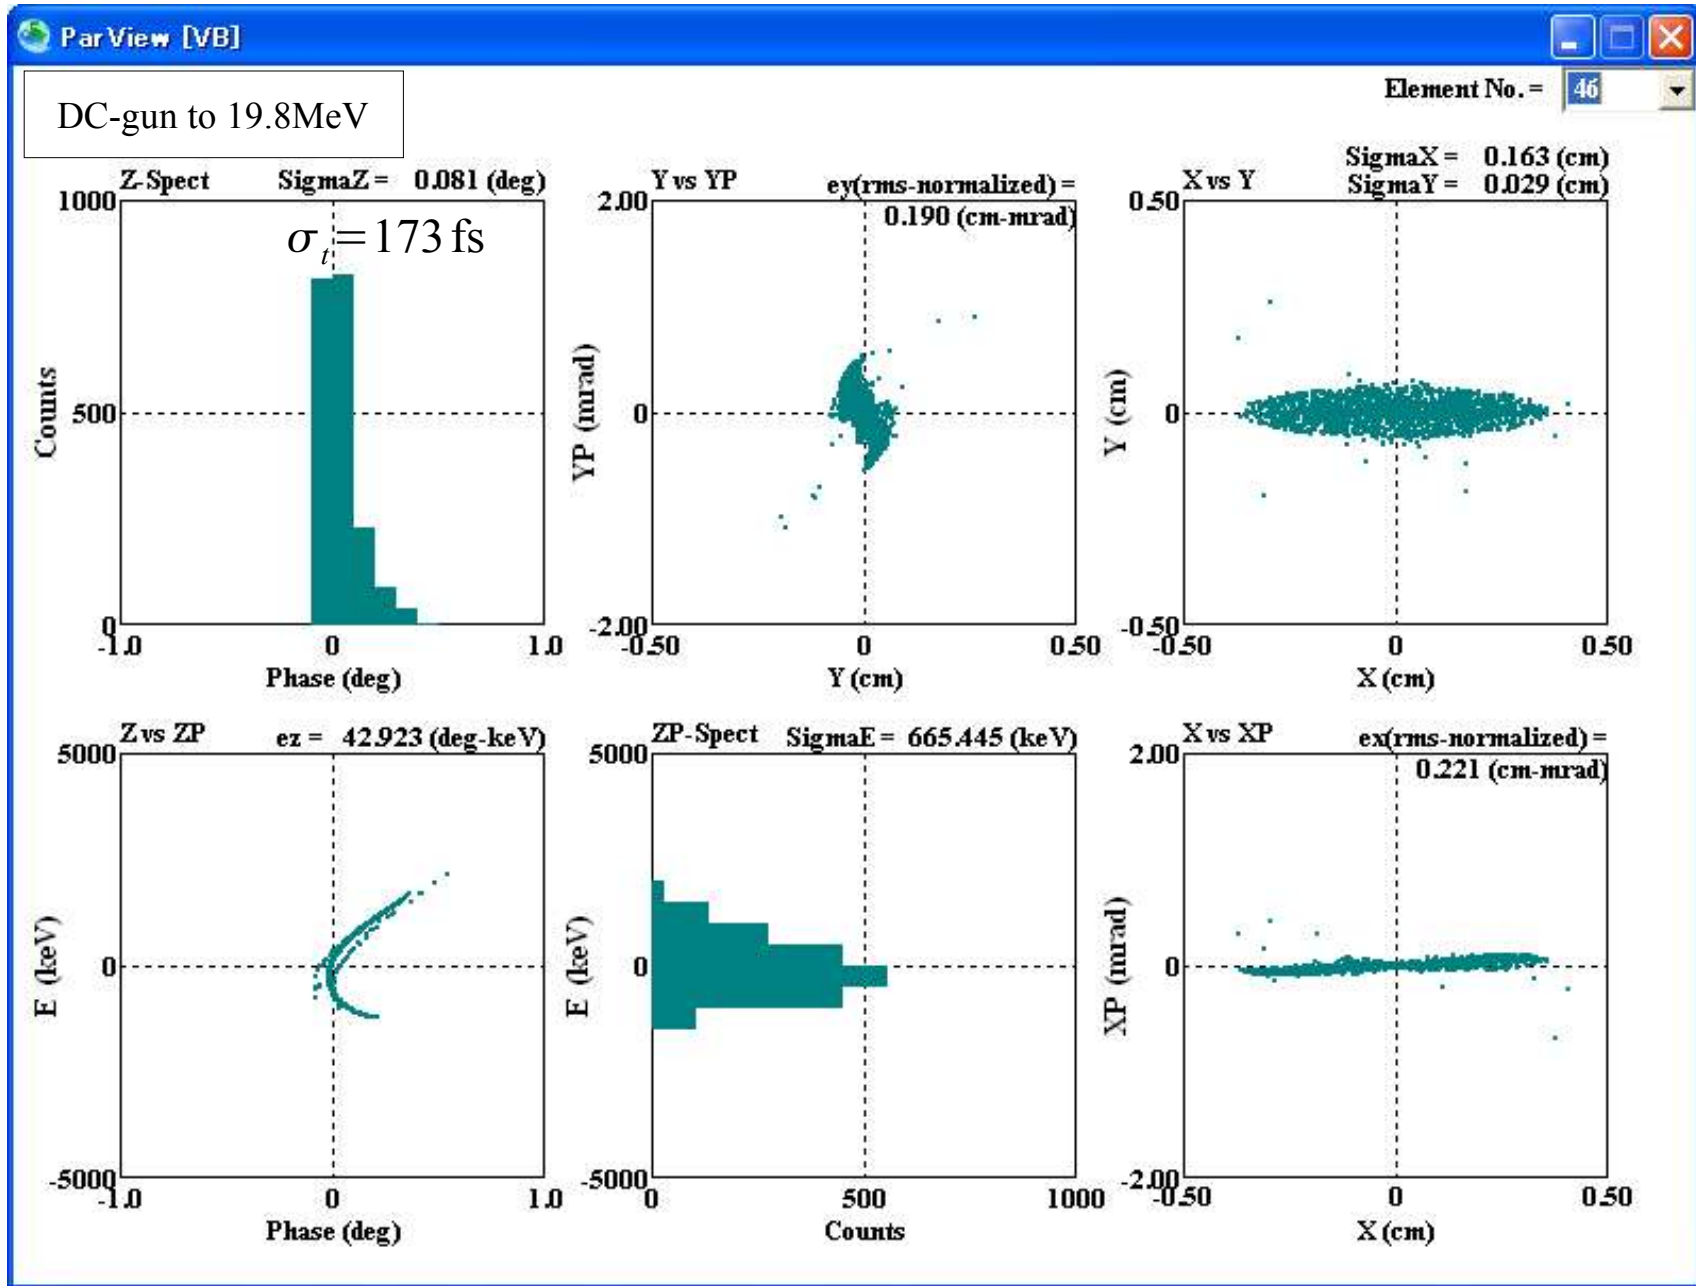 ParView [VB]
Element No. = 46
DC-gun to 19.8MeV
Z-Spect SigmaZ = 0.081 (deg)
σt = 173 fs
1000
500
0
Counts
-1.0 0 1.0
Phase (deg)
Y vs YP ey(rms-normalized) =
0.190 (cm-mrad)
2.00
0
-2.00
YP (mrad)
-0.50 0 0.50
Y (cm)
SigmaX = 0.163 (cm)
X vs Y SigmaY = 0.029 (cm)
0.50
0
-0.50
Y (cm)
-0.50 0 0.50
X (cm)
Z vs ZP ez = 42.923 (deg-keV)
5000
0
-5000
E (keV)
-1.0 0 1.0
Phase (deg)
ZP-Spect SigmaE = 665.445 (keV)
5000
0
-5000
E (keV)
0 500 1000
Counts
X vs XP ex(rms-normalized) =
0.221 (cm-mrad)
2.00
0
-2.00
XP (mrad)
-0.50 0 0.50
X (cm)